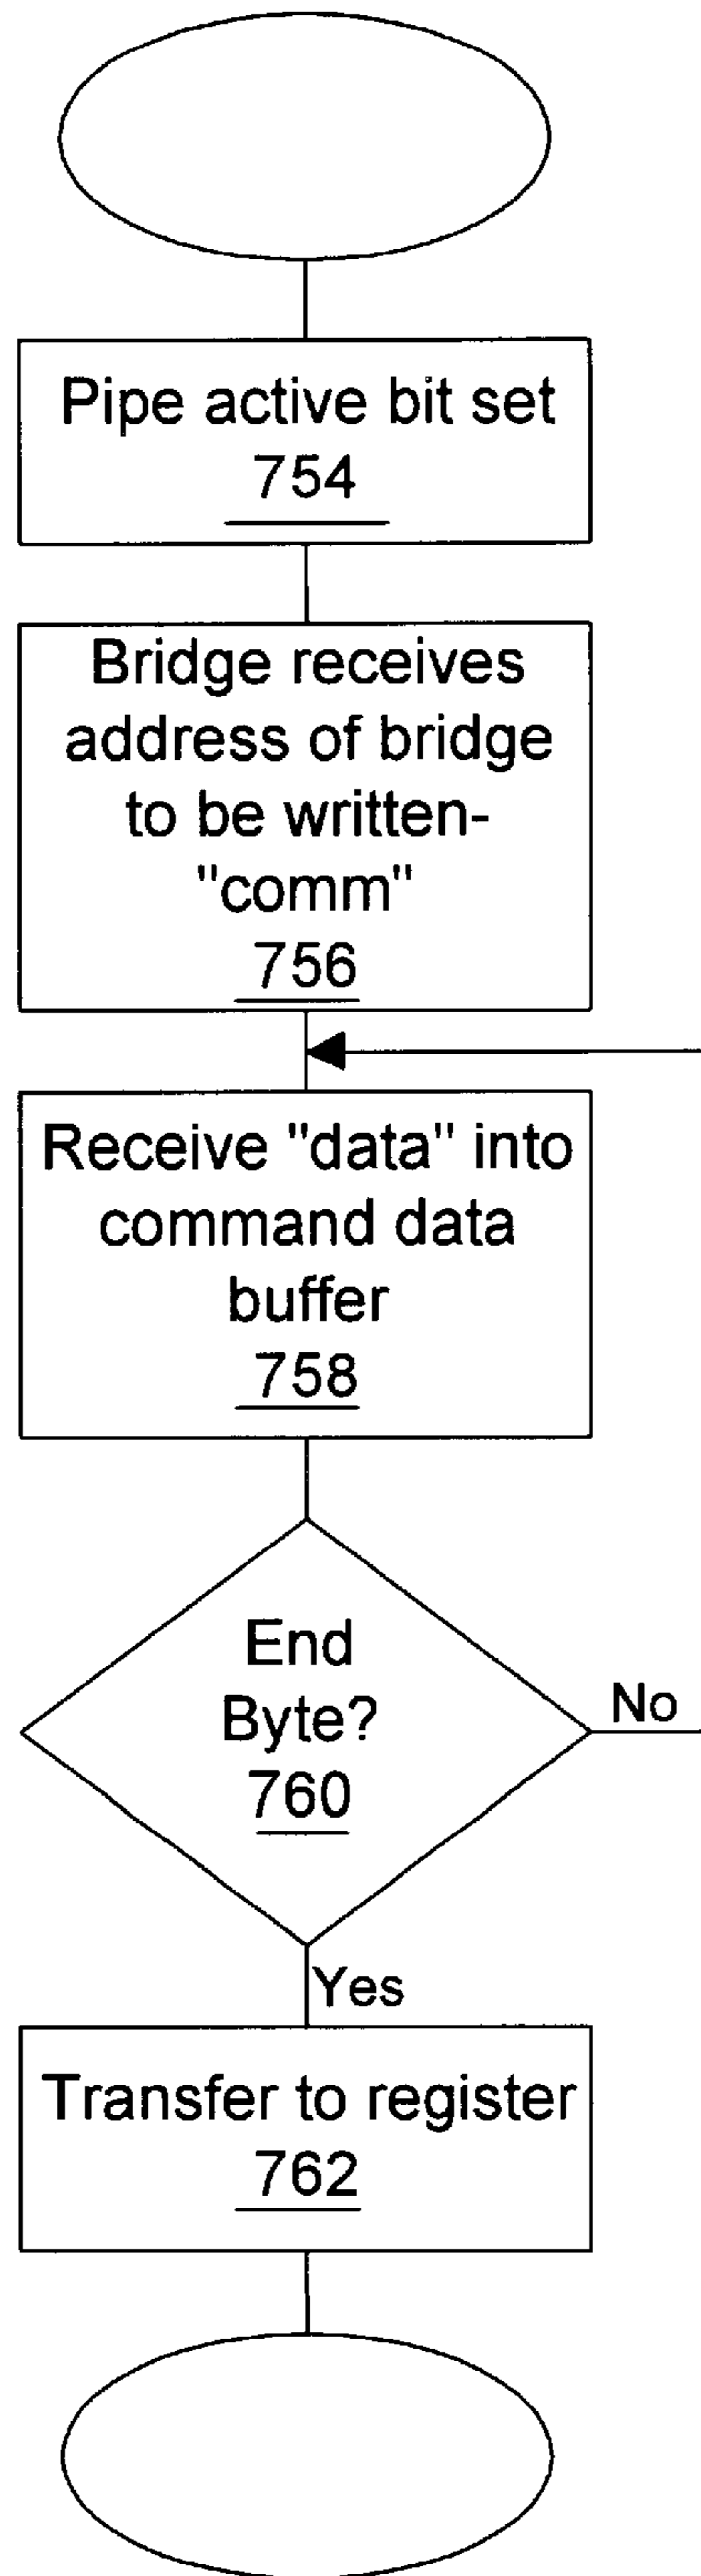 Pipe active bit set
754
Bridge receives
address of bridge
to be written-
"comm"
756
Receive "data" into
command data
buffer
758
End
Byte?
760
No
Yes
Transfer to register
762